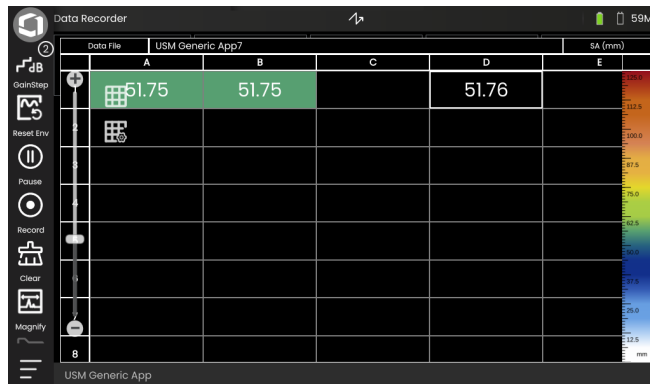 Data Recorder
59M
2
Data File USM Generic App7 SA (mm)
A B C D E
dB
GainStep
51.75 51.75 51.76
125.0
112.5
Reset Env
2
100.0
3
87.5
Pause
75.0
4
Record
62.5
50.0
Clear
6
37.5
25.0
7
Magnify
12.5
8
mm
USM Generic App